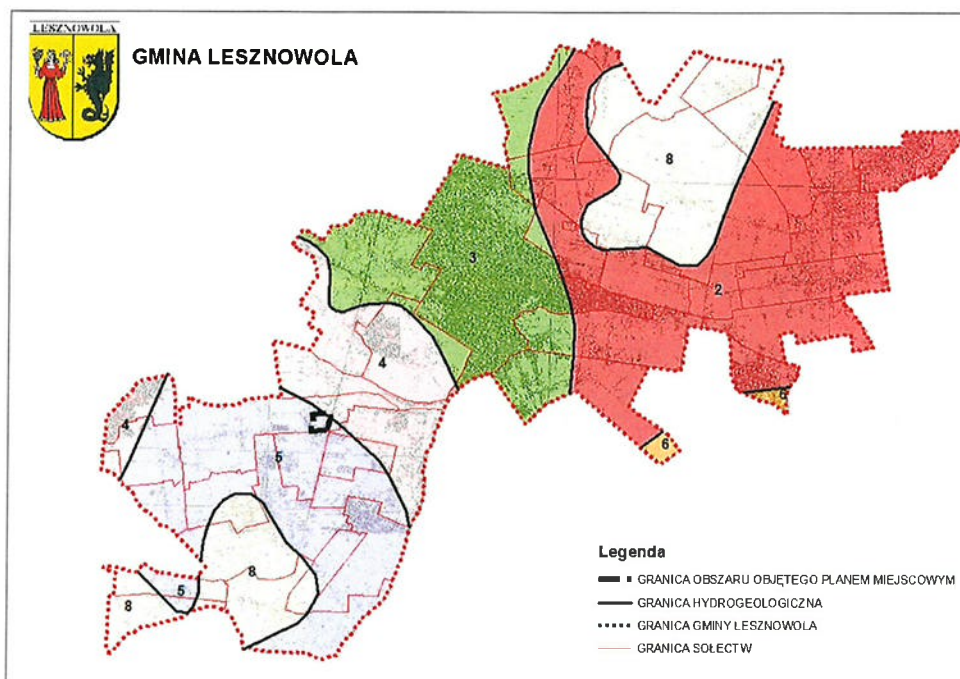 LESZNOWOLA
GMINA LESZNOWOLA
8
3
2
4
6
6
4
5
8
5
8
Legenda
GRANICA OBSZARU OBJĘTEGO PLANEM MIEJSCOWYM
GRANICA HYDROGEOLOGICZNA
GRANICA GMINY LESZNOWOLA
GRANICA SOŁECTW